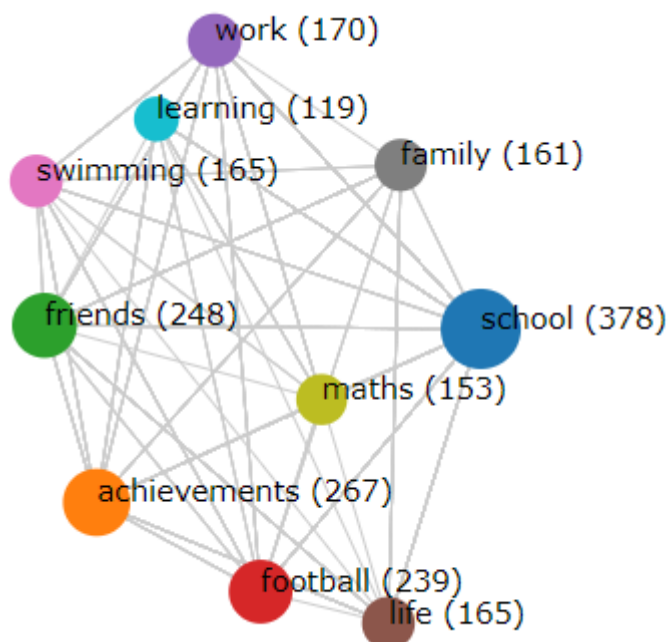 work (170)
learning (119)
family (161)
swimming (165)
friends (248)
school (378)
maths (153)
achievements (267)
football (239)
life (165)